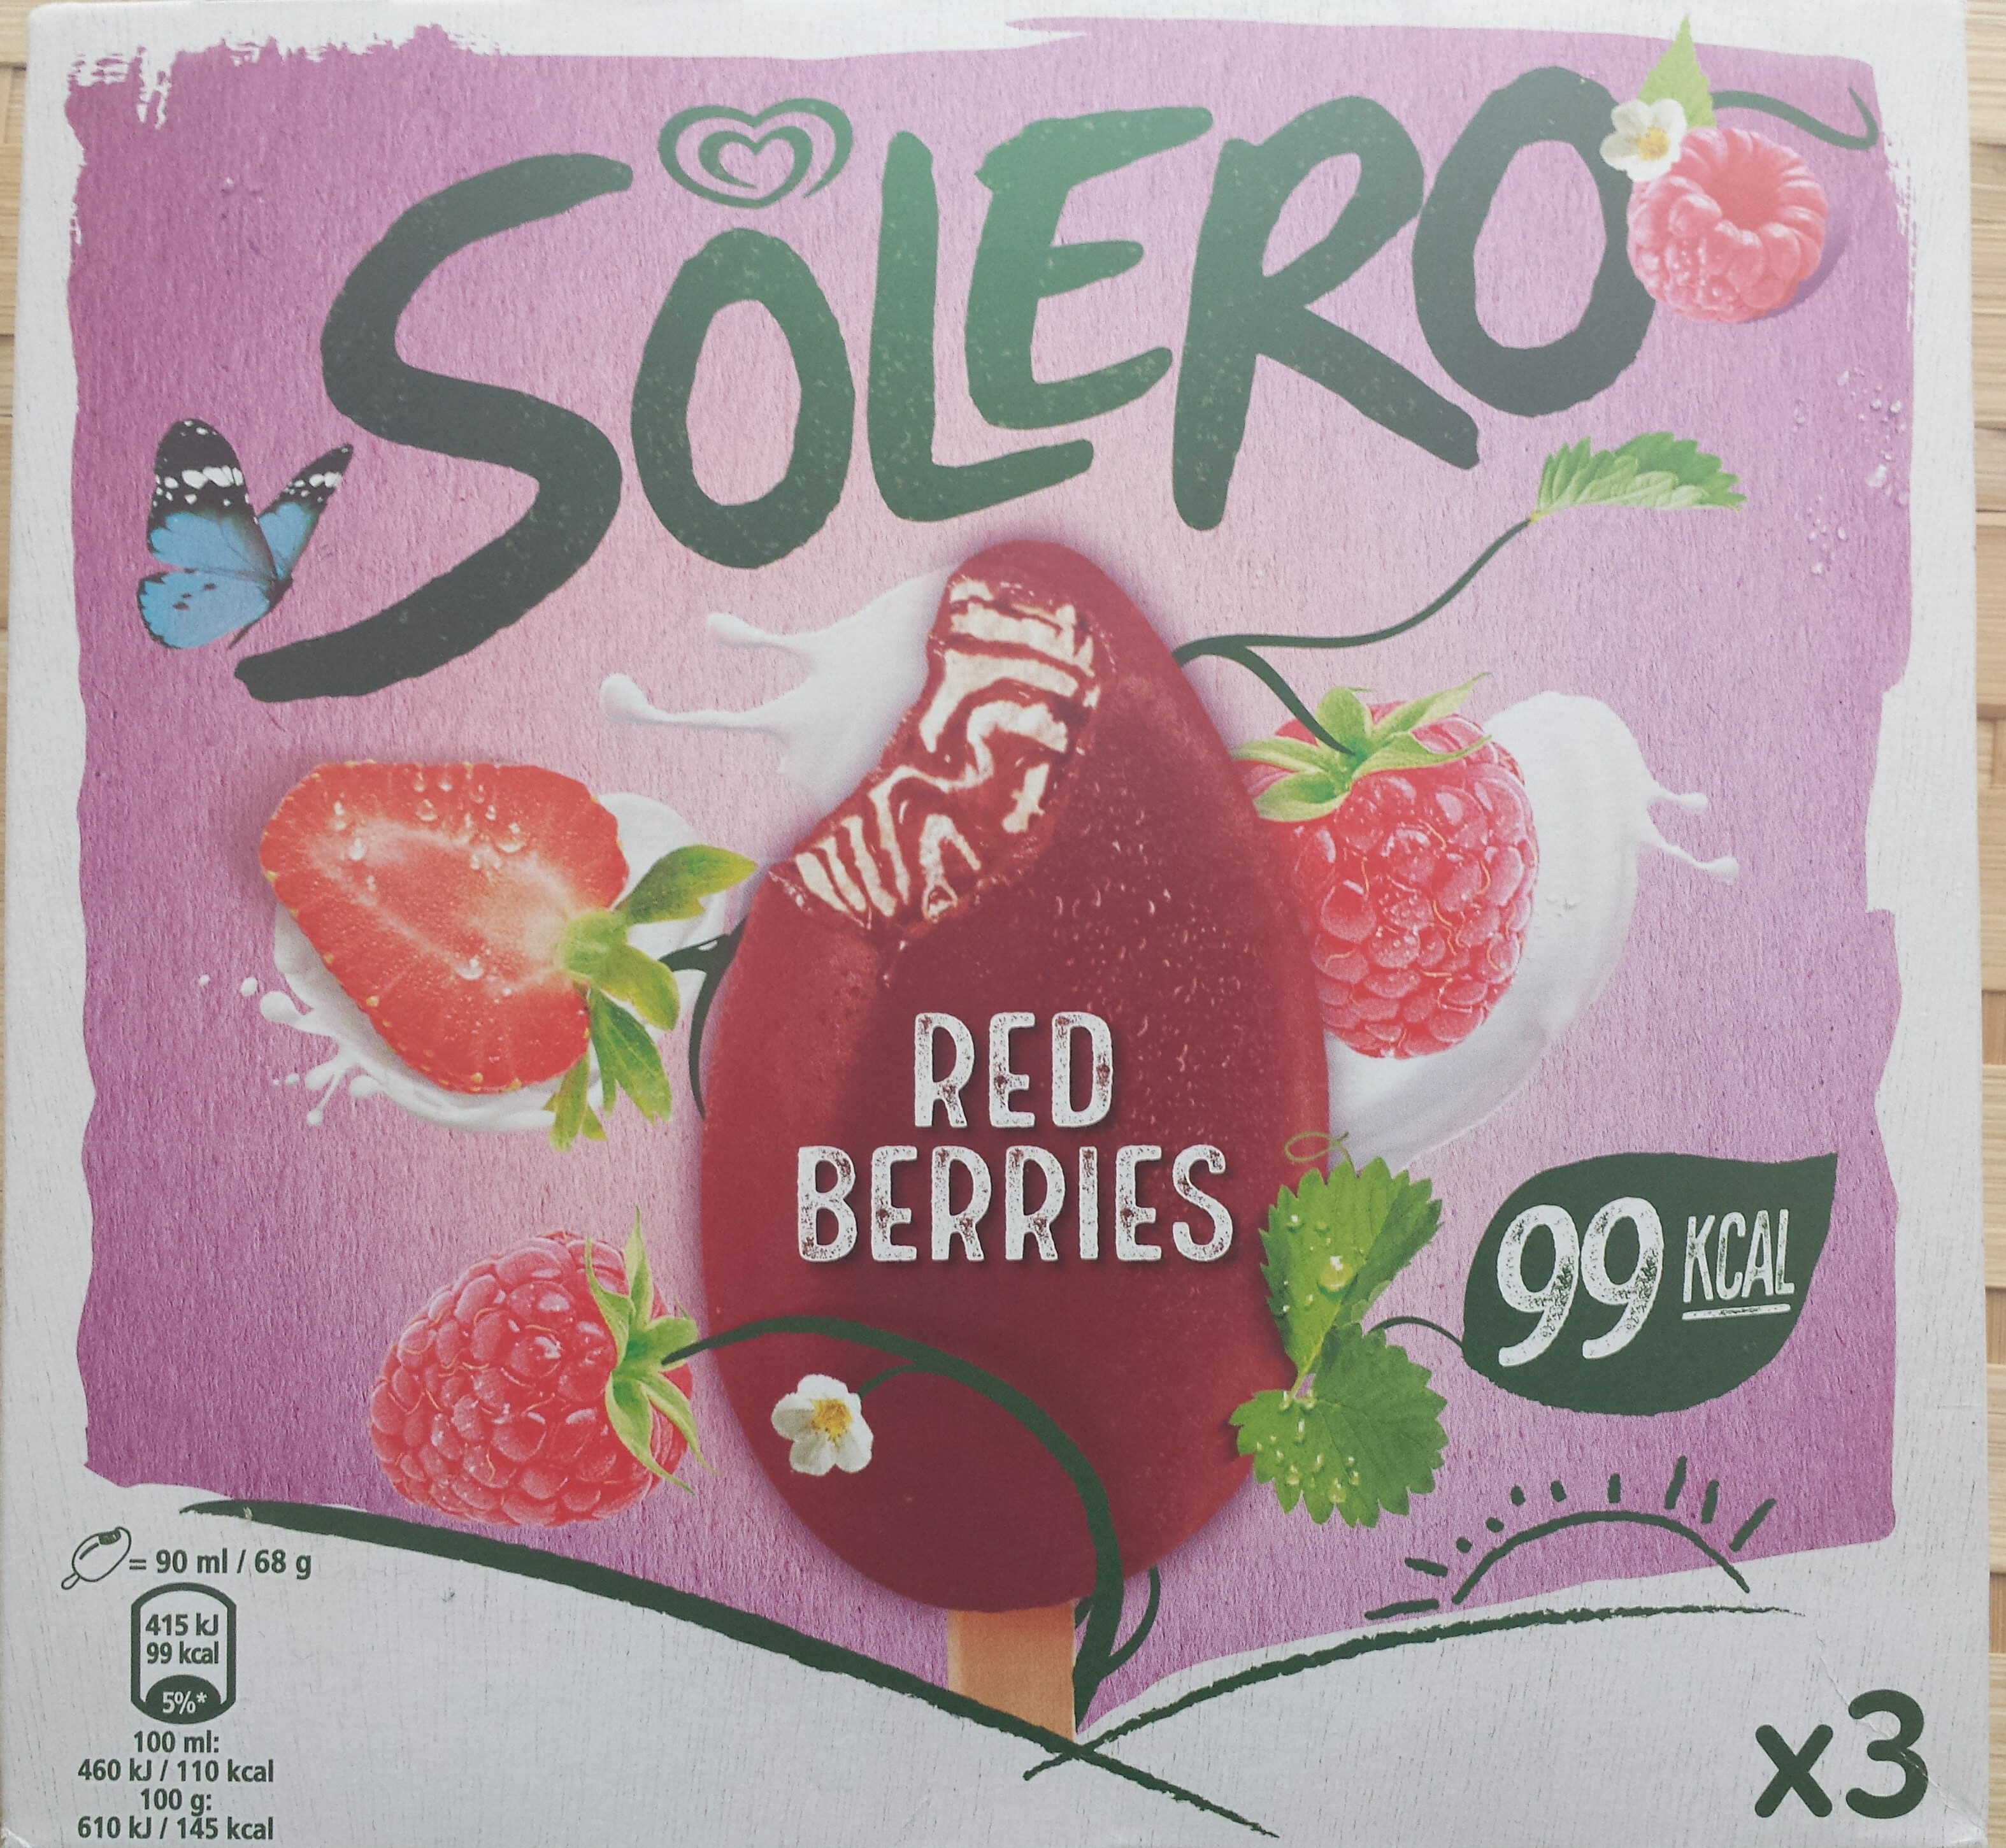 SOLERO
RED
BERRIES
99 KCAL
= 90 ml / 68 g
415 kJ
99 kcal
5%*
100 ml:
460 kJ / 110 kcal
100 g:
610 kJ / 145 kcal
x3